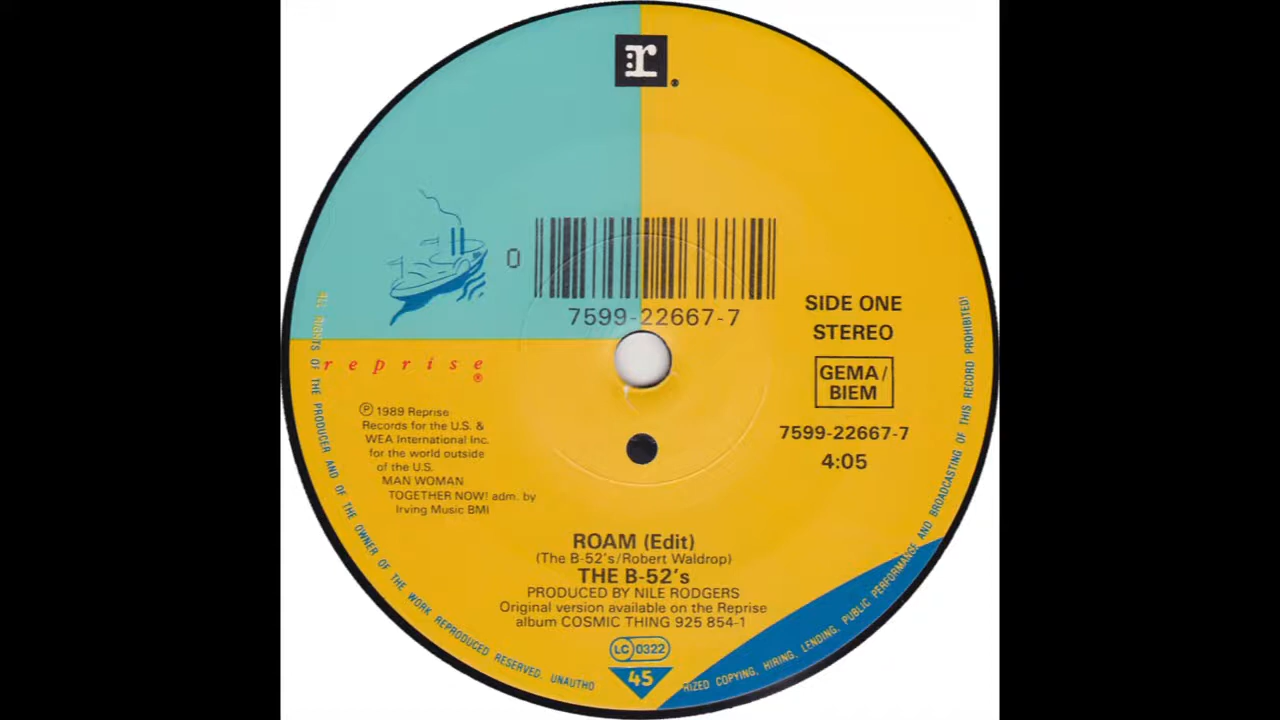 r®
0
7599-22667-7
SIDE ONE
STEREO
GEMA/
BIEM
7599-22667-7
4:05
reprise
®
℗ 1989 Reprise
Records for the U.S. &
WEA International Inc.
for the world outside
of the U.S.
MAN WOMAN
TOGETHER NOW! adm. by
Irving Music BMI
ROAM (Edit)
(The B-52's/Robert Waldrop)
THE B-52's
PRODUCED BY NILE RODGERS
Original version available on the Reprise
album COSMIC THING 925 854-1
LC 0322
45
ALL RIGHTS OF THE PRODUCER AND OF THE OWNER OF THE WORK REPRODUCED RESERVED. UNAUTHO
RIZED COPYING, HIRING, LENDING, PUBLIC PERFORMANCE AND BROADCASTING OF THIS RECORD PROHIBITED!